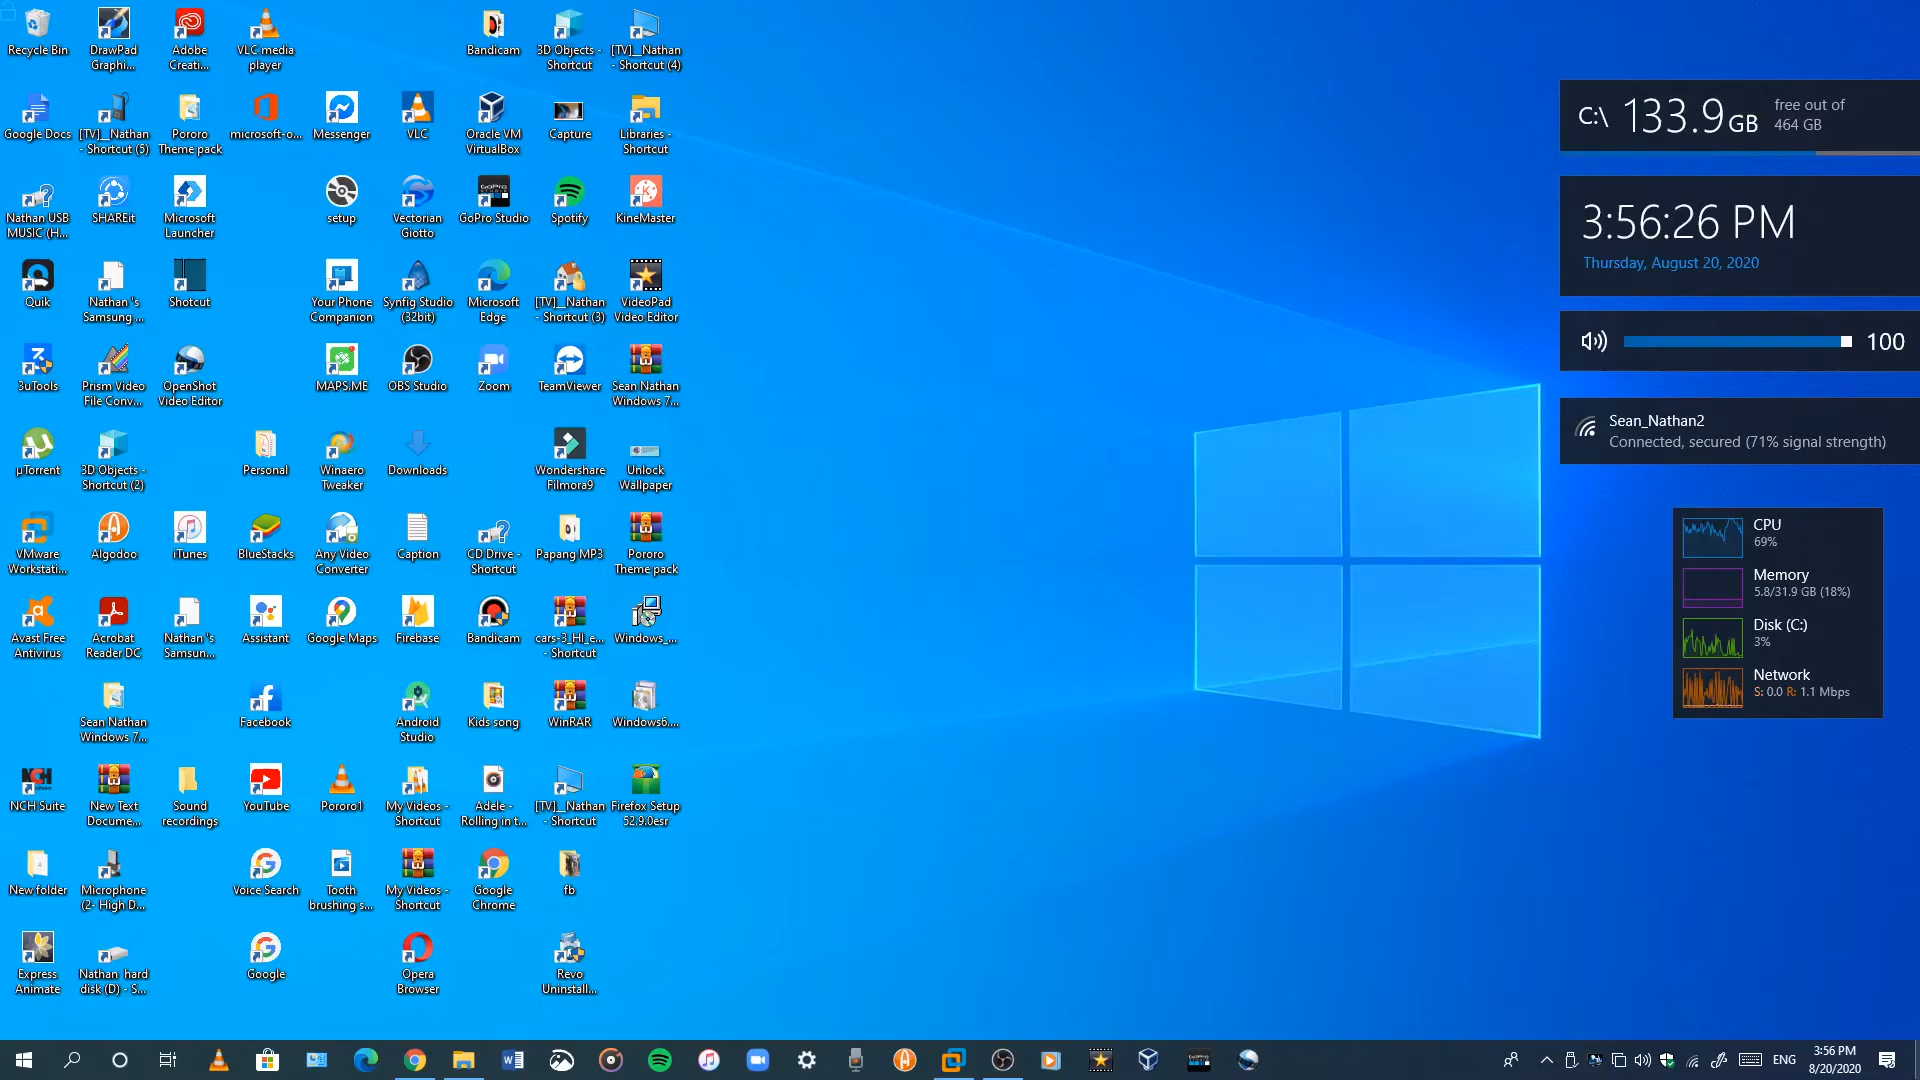 Recycle Bin
DrawPad
Graphi...
Adobe
Creati...
VLC media
player
Bandicam
3D Objects -
Shortcut
[TV]__Nathan
- Shortcut (4)
Google Docs
[TV]__Nathan
- Shortcut (5)
Pororo
Theme pack
microsoft-o...
Messenger
VLC
Oracle VM
VirtualBox
Capture
Libraries -
Shortcut
Nathan USB
MUSIC (H...
SHAREit
Microsoft
Launcher
setup
Vectorian
Giotto
GoPro Studio
Spotify
KineMaster
Quik
Nathan 's
Samsung ...
Shotcut
Your Phone
Companion
Synfig Studio
(32bit)
Microsoft
Edge
[TV]__Nathan
- Shortcut (3)
VideoPad
Video Editor
3uTools
Prism Video
File Conv...
OpenShot
Video Editor
MAPS.ME
OBS Studio
Zoom
TeamViewer
Sean Nathan
Windows 7...
µTorrent
3D Objects -
Shortcut (2)
Personal
Winaero
Tweaker
Downloads
Wondershare
Filmora9
Unlock
Wallpaper
VMware
Workstati...
Algodoo
iTunes
BlueStacks
Any Video
Converter
Caption
CD Drive -
Shortcut
Papang MP3
Pororo
Theme pack
Avast Free
Antivirus
Acrobat
Reader DC
Nathan 's
Samsun...
Assistant
Google Maps
Firebase
Bandicam
cars-3_HI_e...
- Shortcut
Windows_...
Sean Nathan
Windows 7...
Facebook
Android
Studio
Kids song
WinRAR
Windows6....
NCH Suite
New Text
Docume...
Sound
recordings
YouTube
Pororo1
My Videos -
Shortcut
Adele -
Rolling in t...
[TV]__Nathan
- Shortcut
Firefox Setup
52.9.0esr
New folder
Microphone
(2- High D...
Voice Search
Tooth
brushing s...
My Videos -
Shortcut
Google
Chrome
fb
Express
Animate
Nathan hard
disk (D) - S...
Google
Opera
Browser
Revo
Uninstall...
C:\ 133.9GB
free out of
464 GB
3:56:26 PM
Thursday, August 20, 2020
100
Sean_Nathan2
Connected, secured (71% signal strength)
CPU
69%
Memory
5.8/31.9 GB (18%)
Disk (C:)
3%
Network
S: 0.0 R: 1.1 Mbps
ENG
3:56 PM
8/20/2020